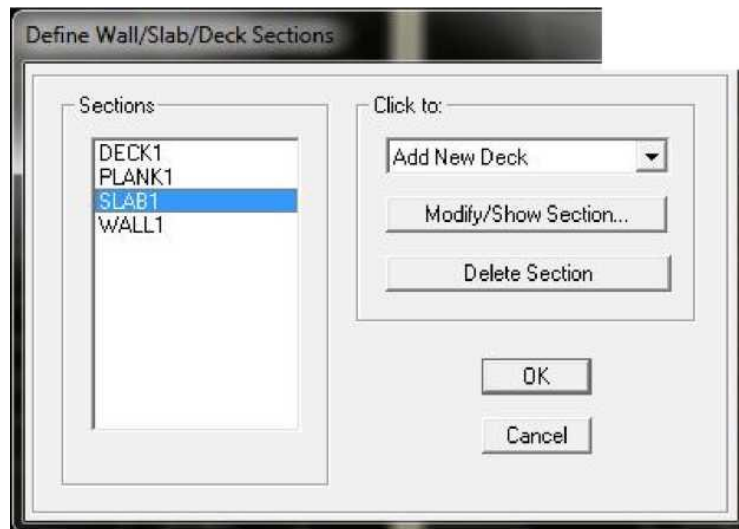 Define Wall/Slab/Deck Sections
Sections
DECK1
PLANK1
SLAB1
WALL1
Click to:
Add New Deck
Modify/Show Section...
Delete Section
OK
Cancel